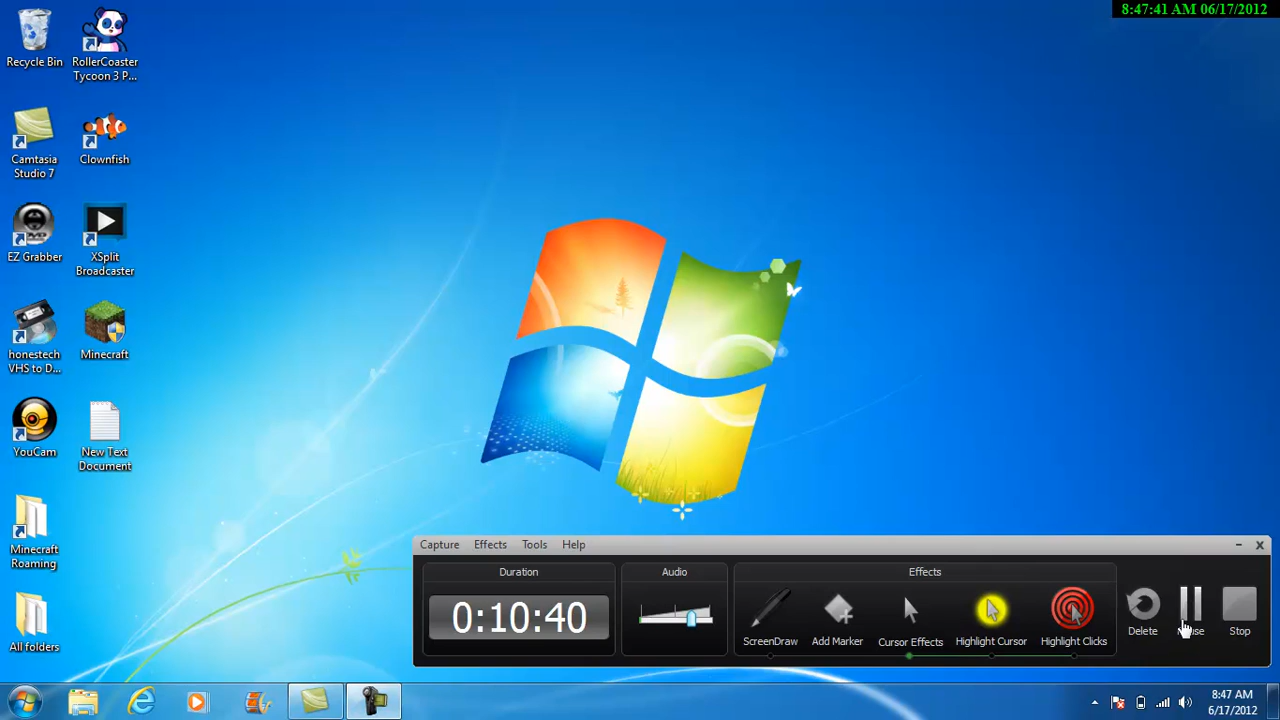 8:47:41 AM 06/17/2012
Recycle Bin
RollerCoaster
Tycoon 3 P...
Camtasia
Studio 7
Clownfish
EZ Grabber
XSplit
Broadcaster
honestech
VHS to D...
Minecraft
YouCam
New Text
Document
Minecraft
Roaming
All folders
Capture Effects Tools Help
Duration
0:10:40
Audio
Effects
ScreenDraw
Add Marker
Cursor Effects
Highlight Cursor
Highlight Clicks
Delete
Stop
8:47 AM
6/17/2012